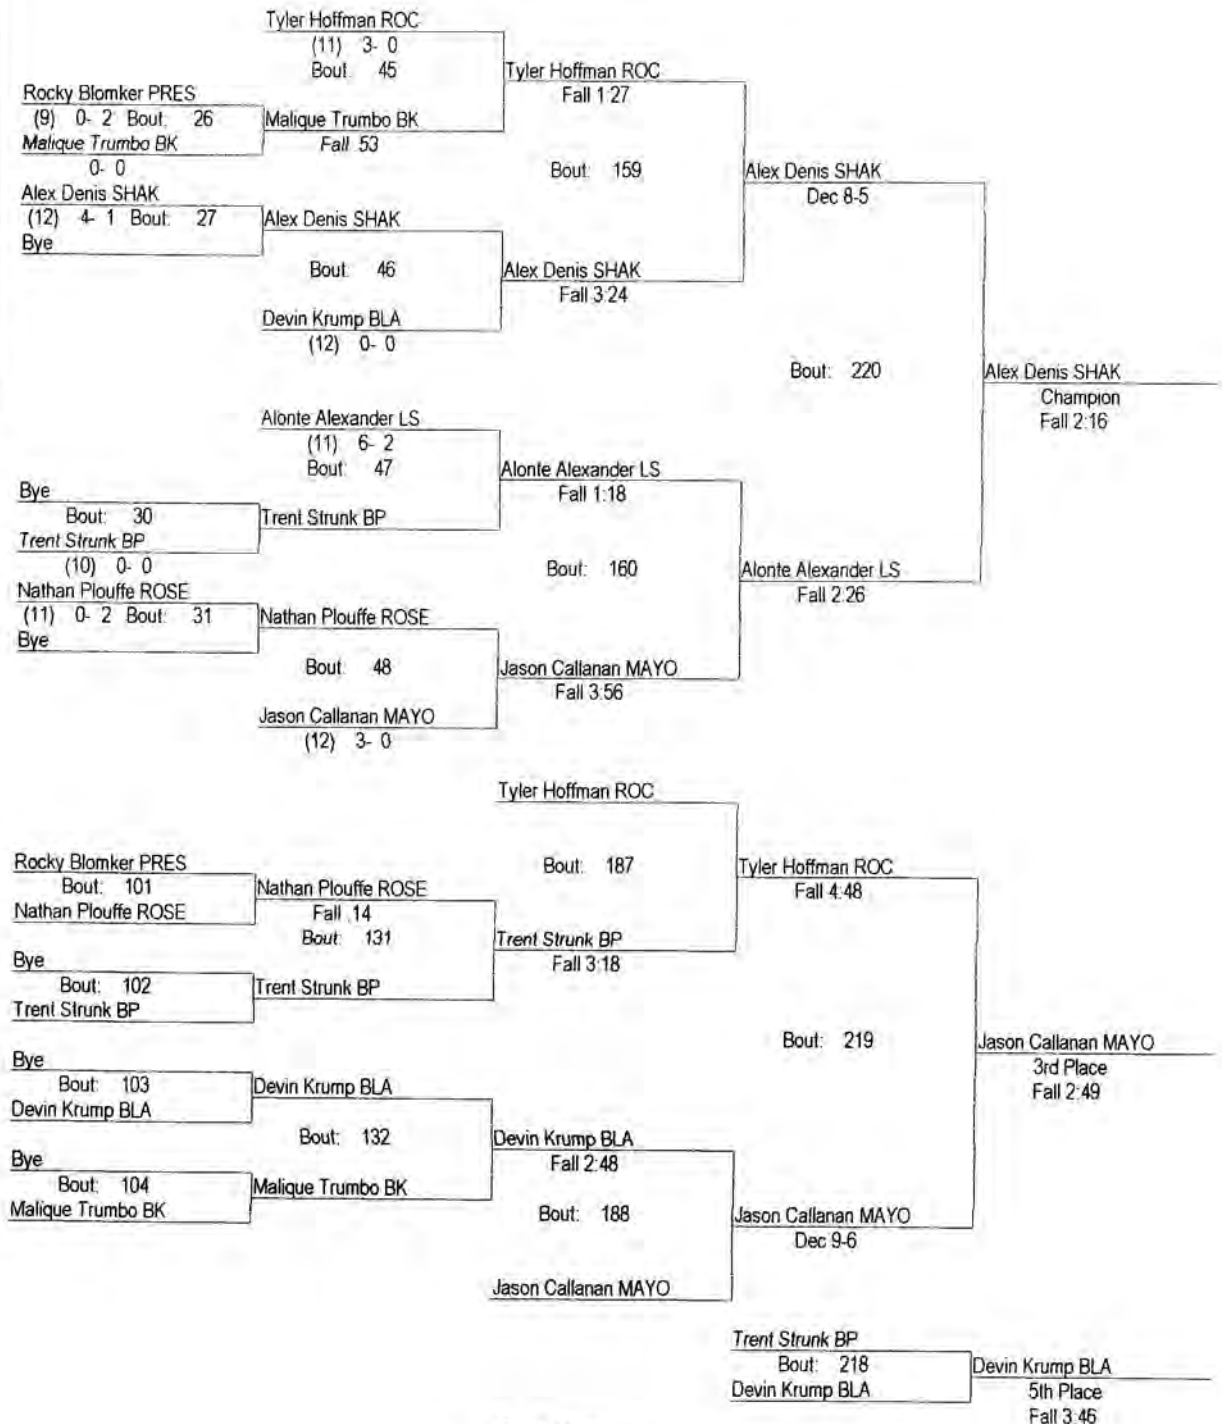 Tyler Hoffman ROC
(11) 3- 0
Bout: 45
Tyler Hoffman ROC
Fall 1:27
Rocky Blomker PRES
(9) 0- 2 Bout: 26
Malique Trumbo BK
0- 0
Malique Trumbo BK
Fall :53
Bout: 159
Alex Denis SHAK
Dec 8-5
Alex Denis SHAK
(12) 4- 1 Bout: 27
Bye
Alex Denis SHAK
Bout: 46
Alex Denis SHAK
Fall 3:24
Devin Krump BLA
(12) 0- 0
Bout: 220
Alex Denis SHAK
Champion
Fall 2:16
Alonte Alexander LS
(11) 6- 2
Bout: 47
Alonte Alexander LS
Fall 1:18
Bye
Bout: 30
Trent Strunk BP
(10) 0- 0
Trent Strunk BP
Bout: 160
Alonte Alexander LS
Fall 2:26
Nathan Plouffe ROSE
(11) 0- 2 Bout: 31
Bye
Nathan Plouffe ROSE
Bout: 48
Jason Callanan MAYO
Fall 3:56
Jason Callanan MAYO
(12) 3- 0
Tyler Hoffman ROC
Bout: 187
Tyler Hoffman ROC
Fall 4:48
Rocky Blomker PRES
Bout: 101
Nathan Plouffe ROSE
Nathan Plouffe ROSE
Fall :14
Bout: 131
Trent Strunk BP
Fall 3:18
Bye
Bout: 102
Trent Strunk BP
Trent Strunk BP
Bout: 219
Jason Callanan MAYO
3rd Place
Fall 2:49
Bye
Bout: 103
Devin Krump BLA
Devin Krump BLA
Bout: 132
Devin Krump BLA
Fall 2:48
Bye
Bout: 104
Malique Trumbo BK
Malique Trumbo BK
Bout: 188
Jason Callanan MAYO
Dec 9-6
Jason Callanan MAYO
Trent Strunk BP
Bout: 218
Devin Krump BLA
Devin Krump BLA
5th Place
Fall 3:46